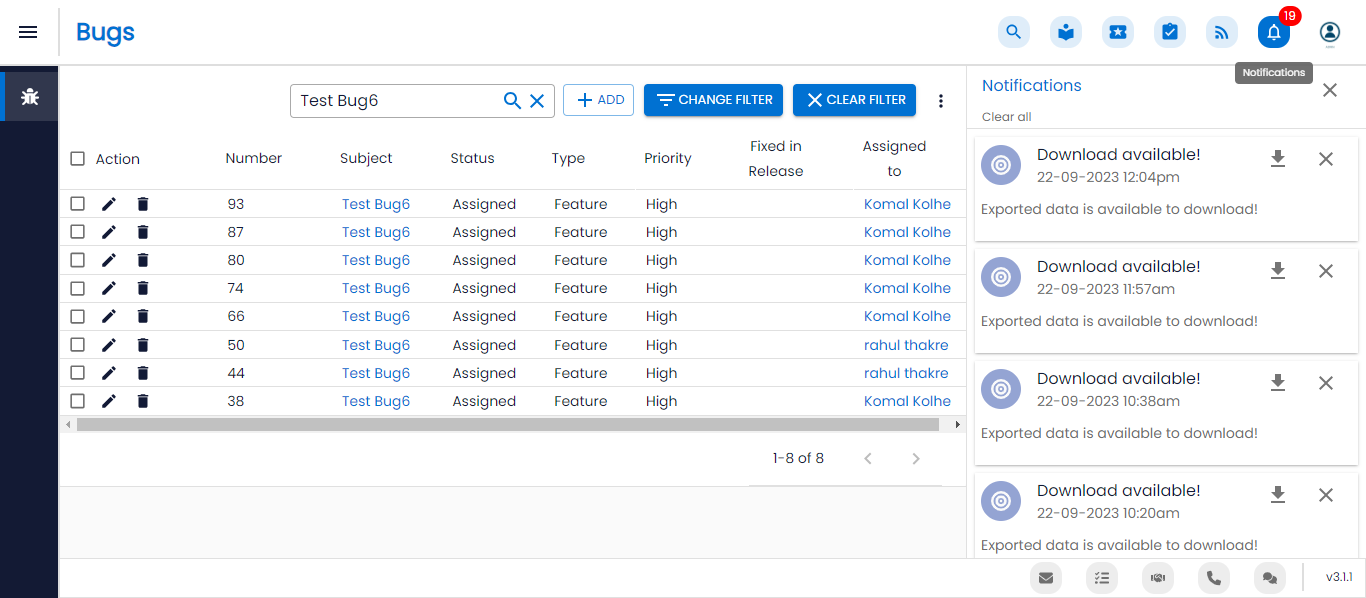 Bugs
19
Notifications
Test Bug6
ADD
CHANGE FILTER
CLEAR FILTER
Action Number Subject Status Type Priority Fixed in Release Assigned to
93 Test Bug6 Assigned Feature High Komal Kolhe
87 Test Bug6 Assigned Feature High Komal Kolhe
80 Test Bug6 Assigned Feature High Komal Kolhe
74 Test Bug6 Assigned Feature High Komal Kolhe
66 Test Bug6 Assigned Feature High Komal Kolhe
50 Test Bug6 Assigned Feature High rahul thakre
44 Test Bug6 Assigned Feature High rahul thakre
38 Test Bug6 Assigned Feature High Komal Kolhe
1-8 of 8
Notifications
Clear all
Download available!
22-09-2023 12:04pm
Exported data is available to download!
Download available!
22-09-2023 11:57am
Exported data is available to download!
Download available!
22-09-2023 10:38am
Exported data is available to download!
Download available!
22-09-2023 10:20am
Exported data is available to download!
v3.1.1